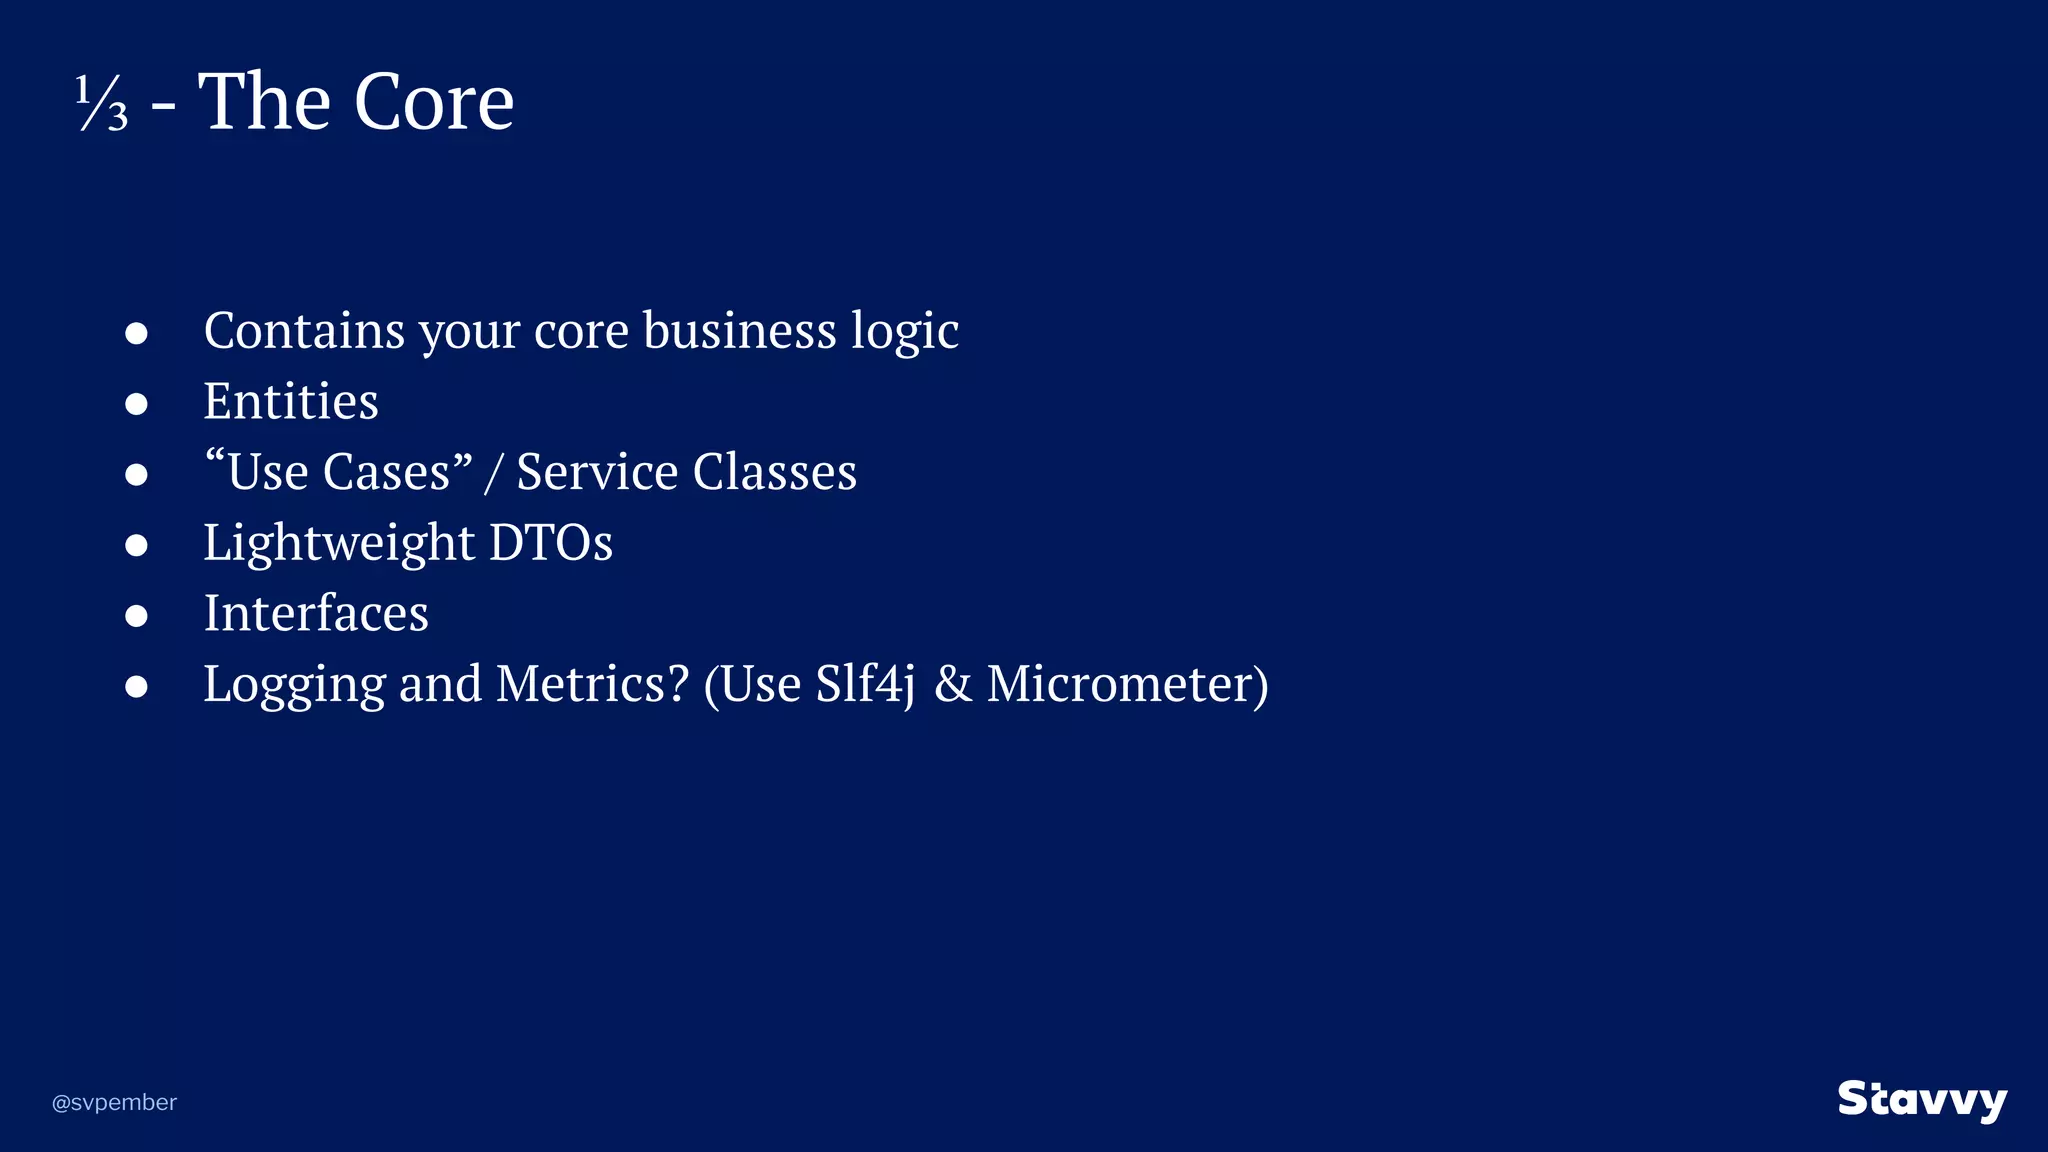 ⅓ - The Core
● Contains your core business logic
● Entities
● “Use Cases” / Service Classes
● Lightweight DTOs
● Interfaces
● Logging and Metrics? (Use Slf4j & Micrometer)
@svpember
Stavvy